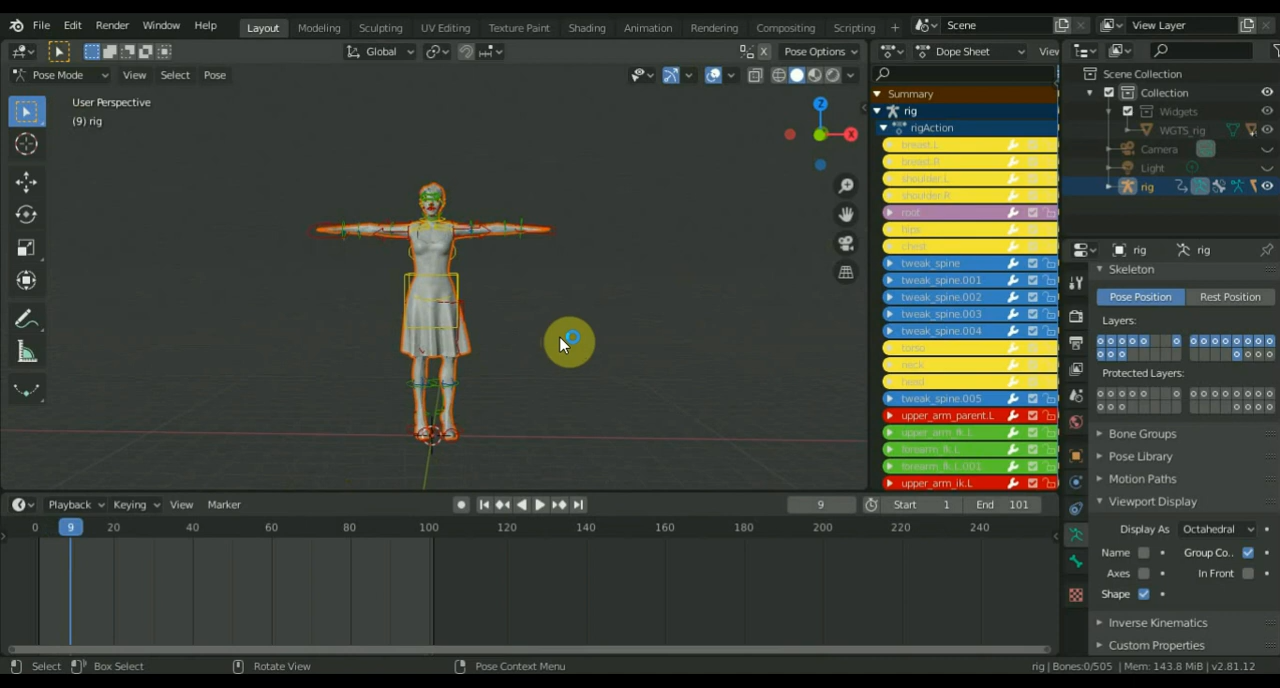 File Edit Render Window Help Layout Modeling Sculpting UV Editing Texture Paint Shading Animation Rendering Compositing Scripting + Scene View Layer
Global Pose Options Dope Sheet View
Pose Mode View Select Pose
User Perspective
(9) rig
Z
X
Summary
rig
rigAction
breast.L
breast.R
shoulder.L
shoulder.R
root
hips
chest
tweak_spine
tweak_spine.001
tweak_spine.002
tweak_spine.003
tweak_spine.004
torso
neck
head
tweak_spine.005
upper_arm_parent.L
upper_arm_fk.L
forearm_fk.L
forearm_fk.L.001
upper_arm_ik.L
Scene Collection
Collection
Widgets
WGTS_rig
Camera
Light
rig
rig rig
Skeleton
Pose Position Rest Position
Layers:
Protected Layers:
Bone Groups
Pose Library
Motion Paths
Viewport Display
Display As Octahedral
Name Group Co..
Axes In Front
Shape
Inverse Kinematics
Custom Properties
Playback Keying View Marker 9 Start 1 End 101
0 9 20 40 60 80 100 120 140 160 180 200 220 240
Select Box Select Rotate View Pose Context Menu rig | Bones:0/505 | Mem: 143.8 MiB | v2.81.12